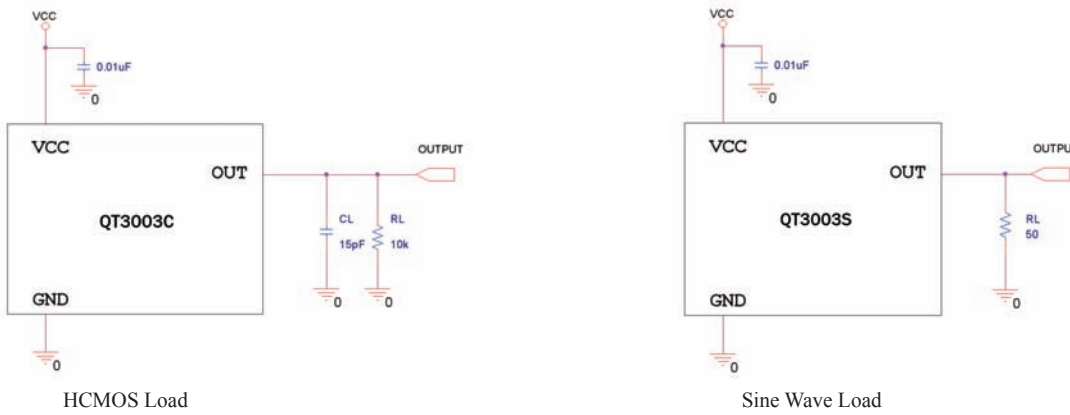 VCC
0.01uF
0
VCC
OUT
OUTPUT
QT3003C
CL
15pF
RL
10k
GND
0
0
0
HCMOS Load
VCC
0.01uF
0
VCC
OUT
OUTPU
QT3003S
RL
50
GND
0
0
Sine Wave Load